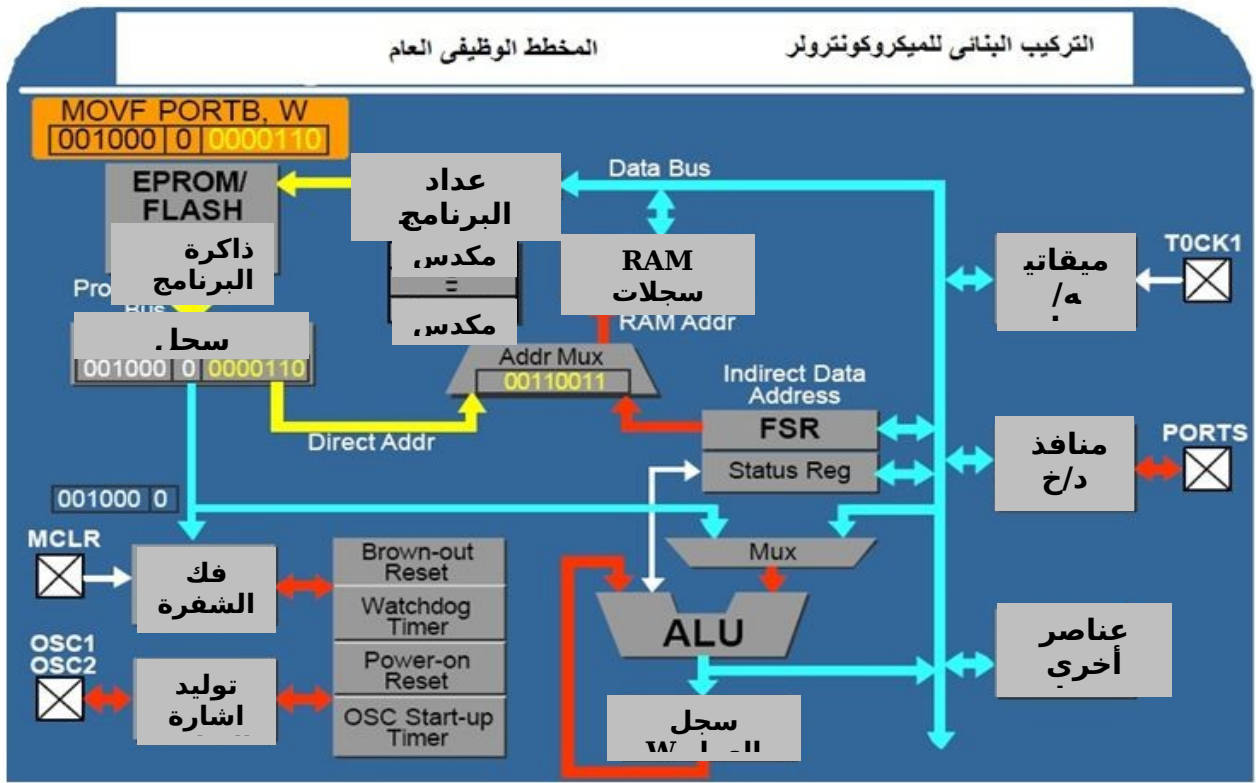 التركيب البنائى للميكروكونترولر
المخطط الوظيفى العام
MOVF PORTB, W
001000 0 0000110
EPROM/
FLASH
ذاكرة
البرنامج
عداد
البرنامج
مكدس
مكدس
Data Bus
RAM
سجلات
RAM Addr
ميقاتي
ه/
T0CK1
سجل
001000 0 0000110
Addr Mux
00110011
Direct Addr
Indirect Data
Address
FSR
Status Reg
منافذ
د/خ
PORTS
001000 0
MCLR
فك
الشفرة
Brown-out
Reset
Watchdog
Timer
Power-on
Reset
OSC Start-up
Timer
OSC1
OSC2
توليد
اشارة
Mux
ALU
سجل
W
عناصر
أخرى